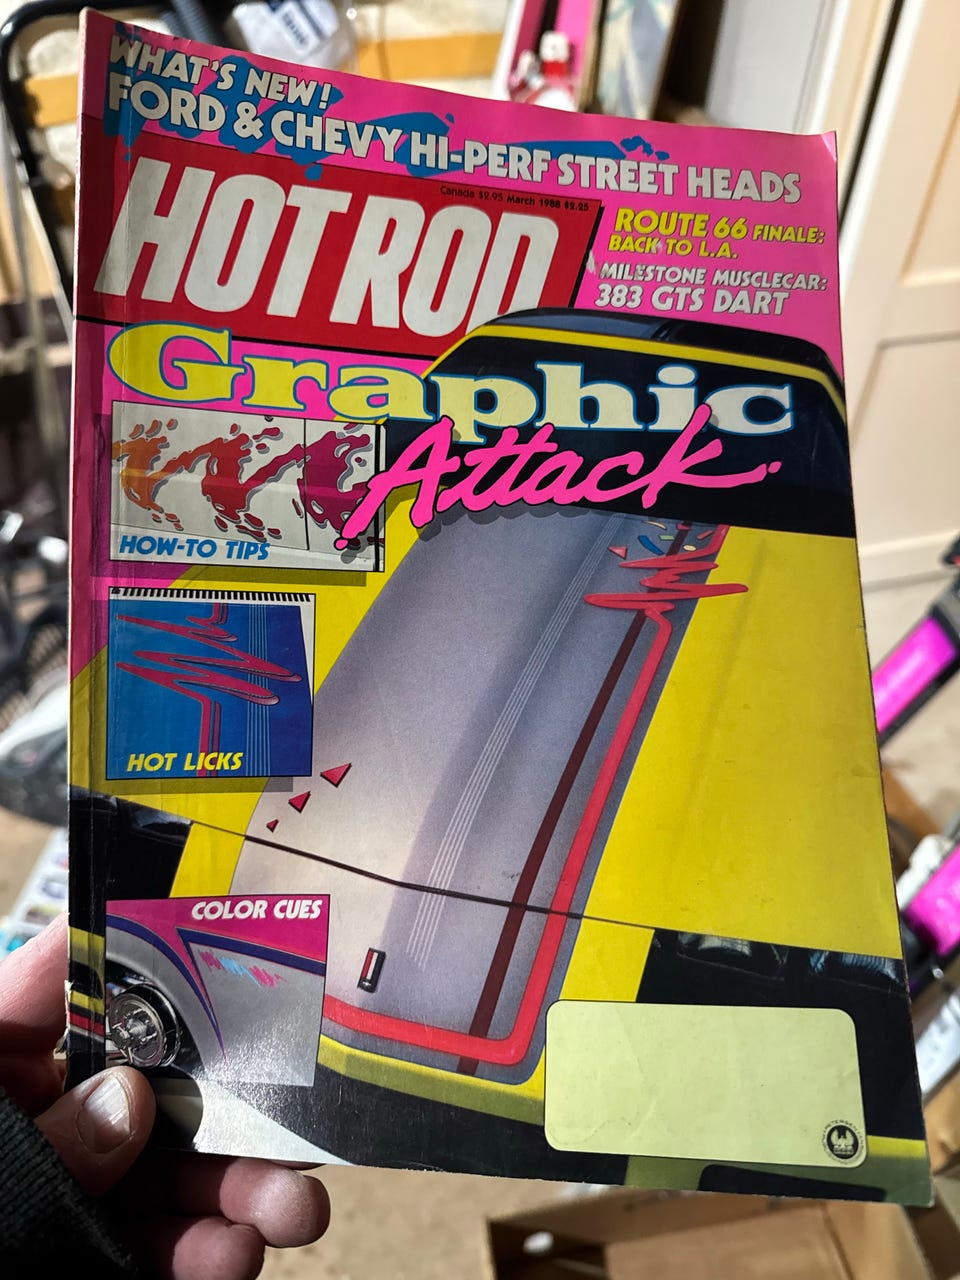 WHAT'S NEW!
FORD & CHEVY HI-PERF STREET HEADS
Canada $2.95 March 1988 $2.25
HOT ROD
ROUTE 66 FINALE:
BACK TO L.A.
MILESTONE MUSCLECAR:
383 GTS DART
Graphic
Attack
HOW-TO TIPS
HOT LICKS
COLOR CUES